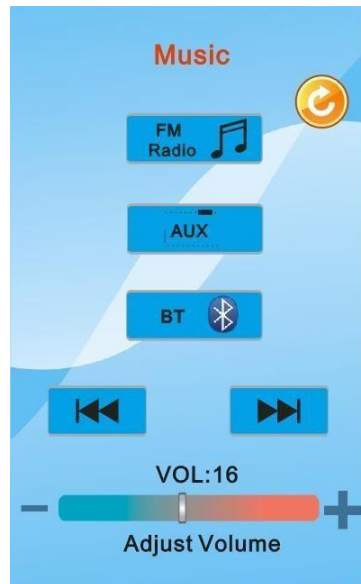 Music
FM
Radio
AUX
BT
VOL:16
Adjust Volume